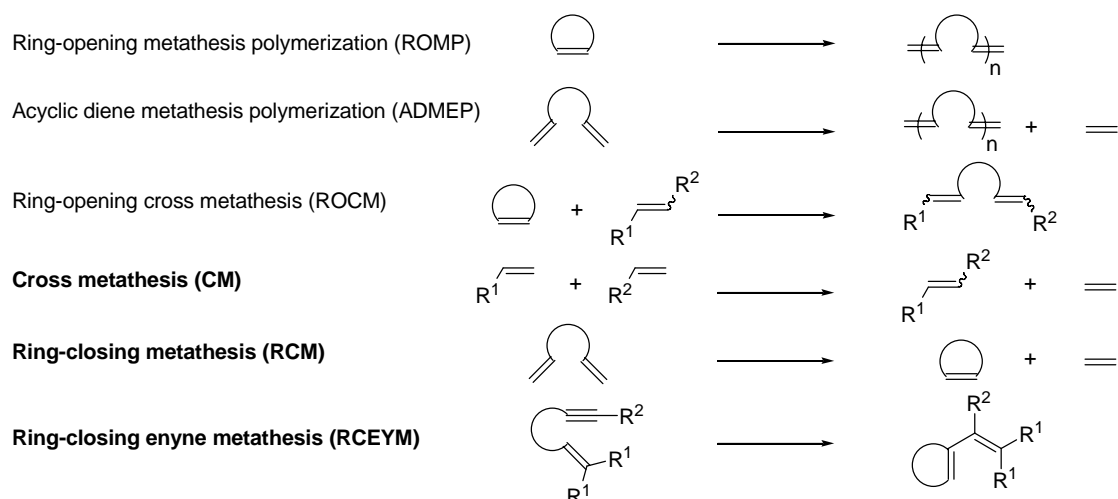 Ring-opening metathesis polymerization (ROMP)
n
Acyclic diene metathesis polymerization (ADMEP)
n
+
Ring-opening cross metathesis (ROCM)
+
R1
R2
R1
R2
Cross metathesis (CM)
R1
+
R2
R1
R2
+
Ring-closing metathesis (RCM)
+
Ring-closing enyne metathesis (RCEYM)
R2
R1
R1
R2
R1
R1